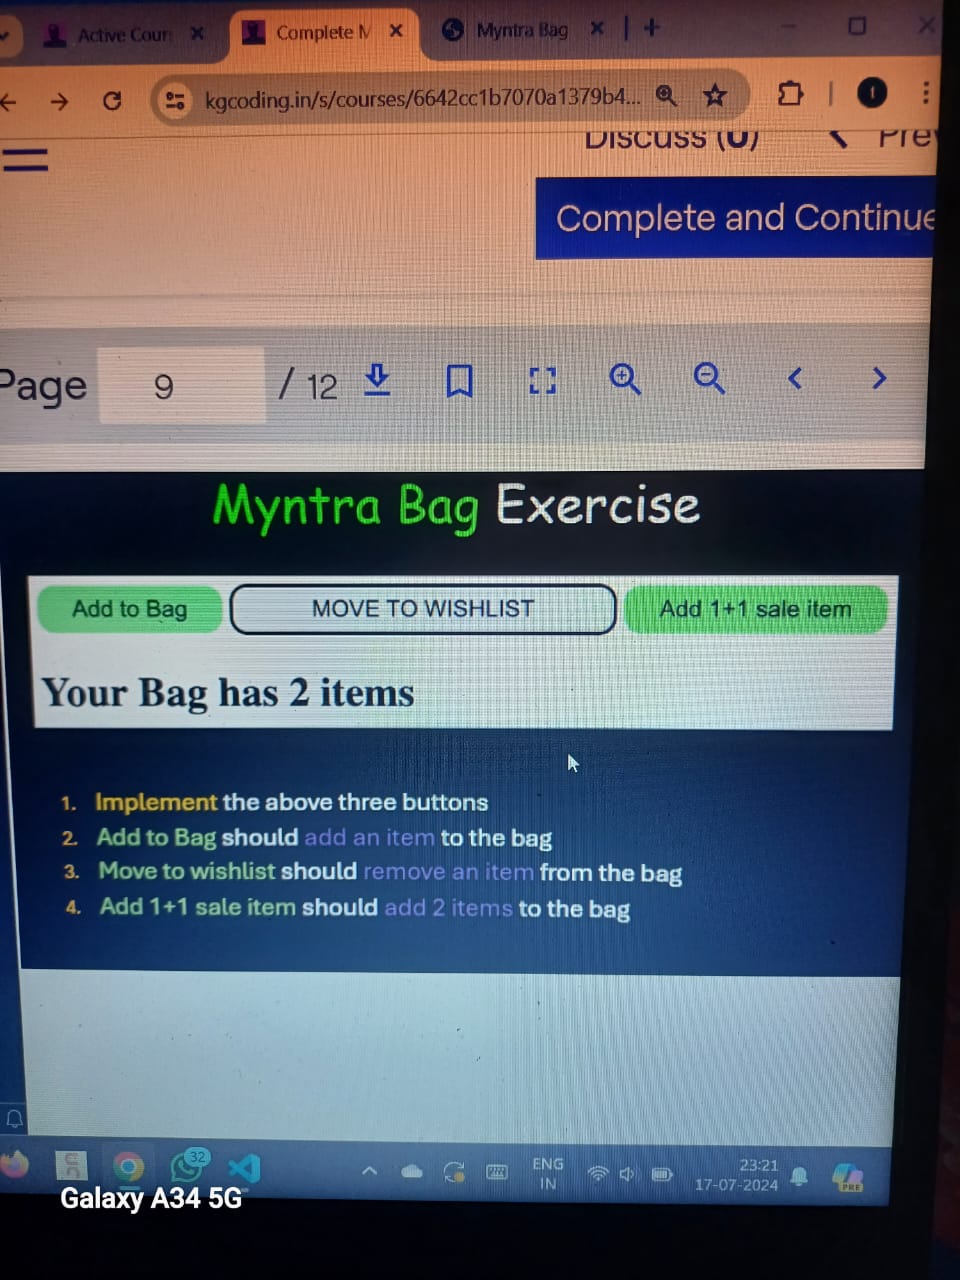 Active Cour
Complete M
Myntra Bag
kgcoding.in/s/courses/6642cc1b7070a1379b4...
Discuss (0)
Prev
Complete and Continue
Page 9 / 12
Myntra Bag Exercise
Add to Bag
MOVE TO WISHLIST
Add 1+1 sale item
Your Bag has 2 items
1. Implement the above three buttons
2. Add to Bag should add an item to the bag
3. Move to wishlist should remove an item from the bag
4. Add 1+1 sale item should add 2 items to the bag
32
ENG
IN
23:21
17-07-2024
PRE
Galaxy A34 5G